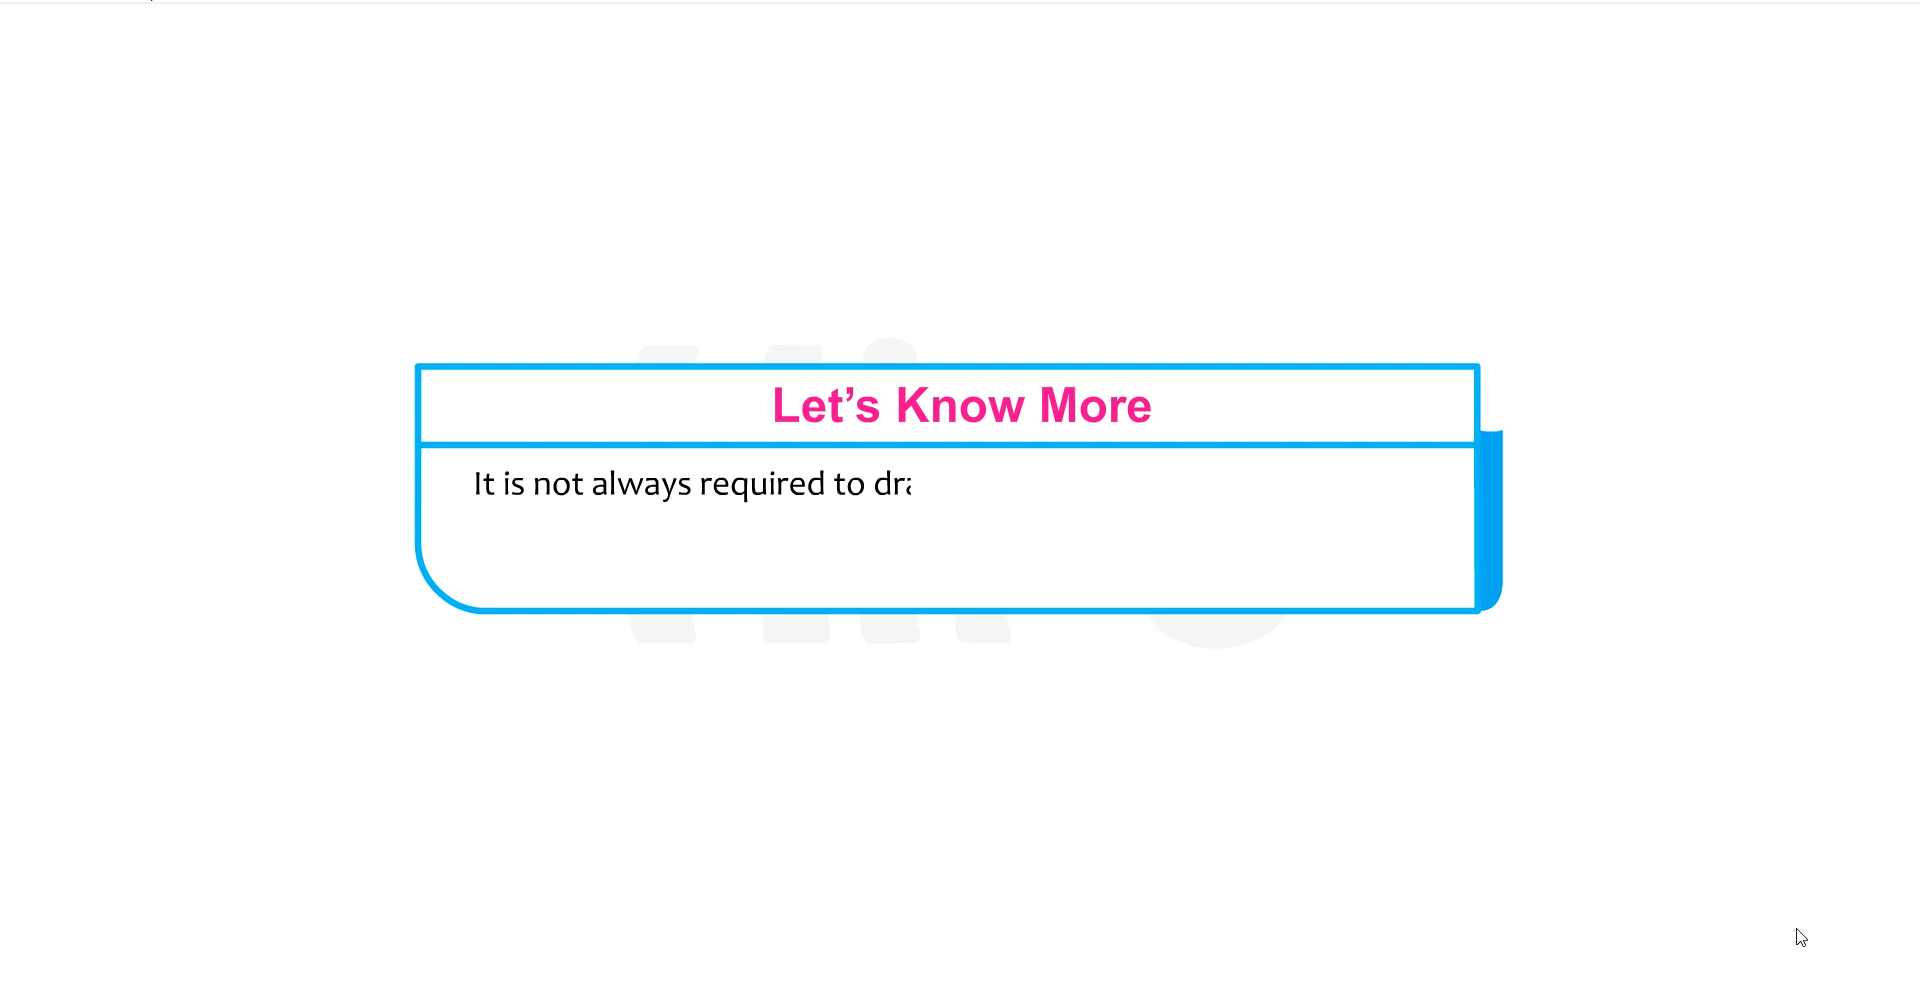 Let’s Know More
It is not always required to